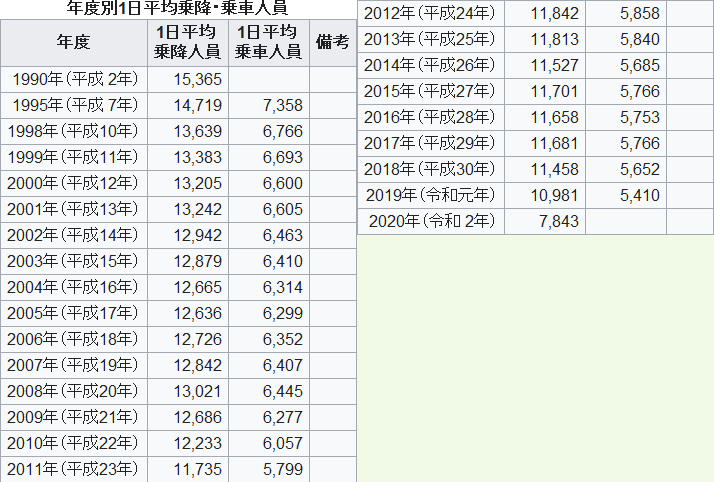 年度別1日平均乗降・乗車人員
年度 1日平均乗降人員 1日平均乗車人員 備考
1990年(平成 2年) 15,365
1995年(平成 7年) 14,719 7,358
1998年(平成10年) 13,639 6,766
1999年(平成11年) 13,383 6,693
2000年(平成12年) 13,205 6,600
2001年(平成13年) 13,242 6,605
2002年(平成14年) 12,942 6,463
2003年(平成15年) 12,879 6,410
2004年(平成16年) 12,665 6,314
2005年(平成17年) 12,636 6,299
2006年(平成18年) 12,726 6,352
2007年(平成19年) 12,842 6,407
2008年(平成20年) 13,021 6,445
2009年(平成21年) 12,686 6,277
2010年(平成22年) 12,233 6,057
2011年(平成23年) 11,735 5,799
2012年(平成24年) 11,842 5,858
2013年(平成25年) 11,813 5,840
2014年(平成26年) 11,527 5,685
2015年(平成27年) 11,701 5,766
2016年(平成28年) 11,658 5,753
2017年(平成29年) 11,681 5,766
2018年(平成30年) 11,458 5,652
2019年(令和元年) 10,981 5,410
2020年(令和 2年) 7,843